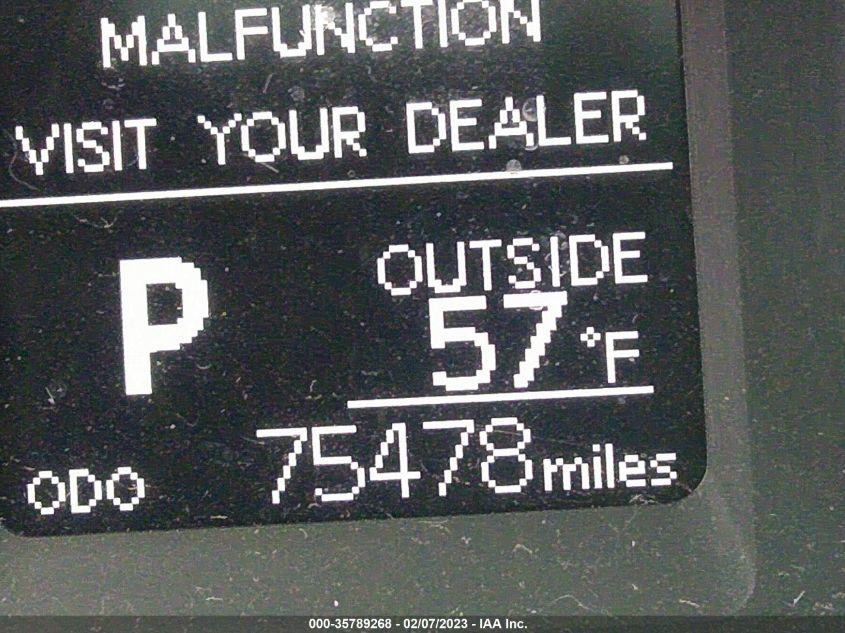 MALFUNCTION
VISIT YOUR DEALER
P
OUTSIDE
57°F
ODO 75478 miles
000-35789268 - 02/07/2023 - IAA Inc.